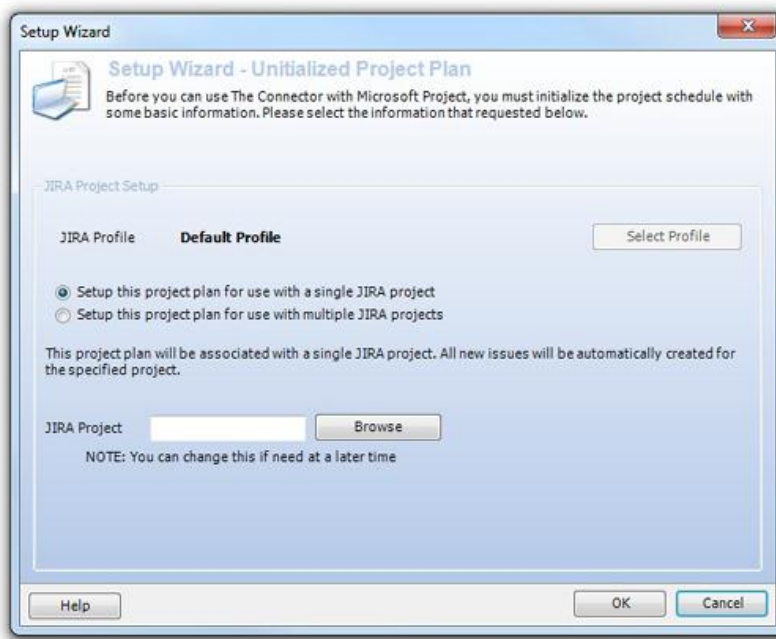 Setup Wizard
Setup Wizard - Unitialized Project Plan
Before you can use The Connector with Microsoft Project, you must initialize the project schedule with
some basic information. Please select the information that requested below.
JIRA Project Setup
JIRA Profile Default Profile Select Profile
Setup this project plan for use with a single JIRA project
Setup this project plan for use with multiple JIRA projects
This project plan will be associated with a single JIRA project. All new issues will be automatically created for
the specified project.
JIRA Project Browse
NOTE: You can change this if need at a later time
Help OK Cancel